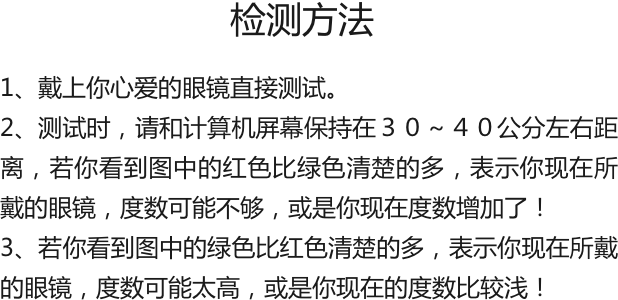 检测方法
1、戴上你心爱的眼镜直接测试。
2、测试时，请和计算机屏幕保持在３０～４０公分左右距
离，若你看到图中的红色比绿色清楚的多，表示你现在所
戴的眼镜，度数可能不够，或是你现在度数增加了！
3、若你看到图中的绿色比红色清楚的多，表示你现在所戴
的眼镜，度数可能太高，或是你现在的度数比较浅！